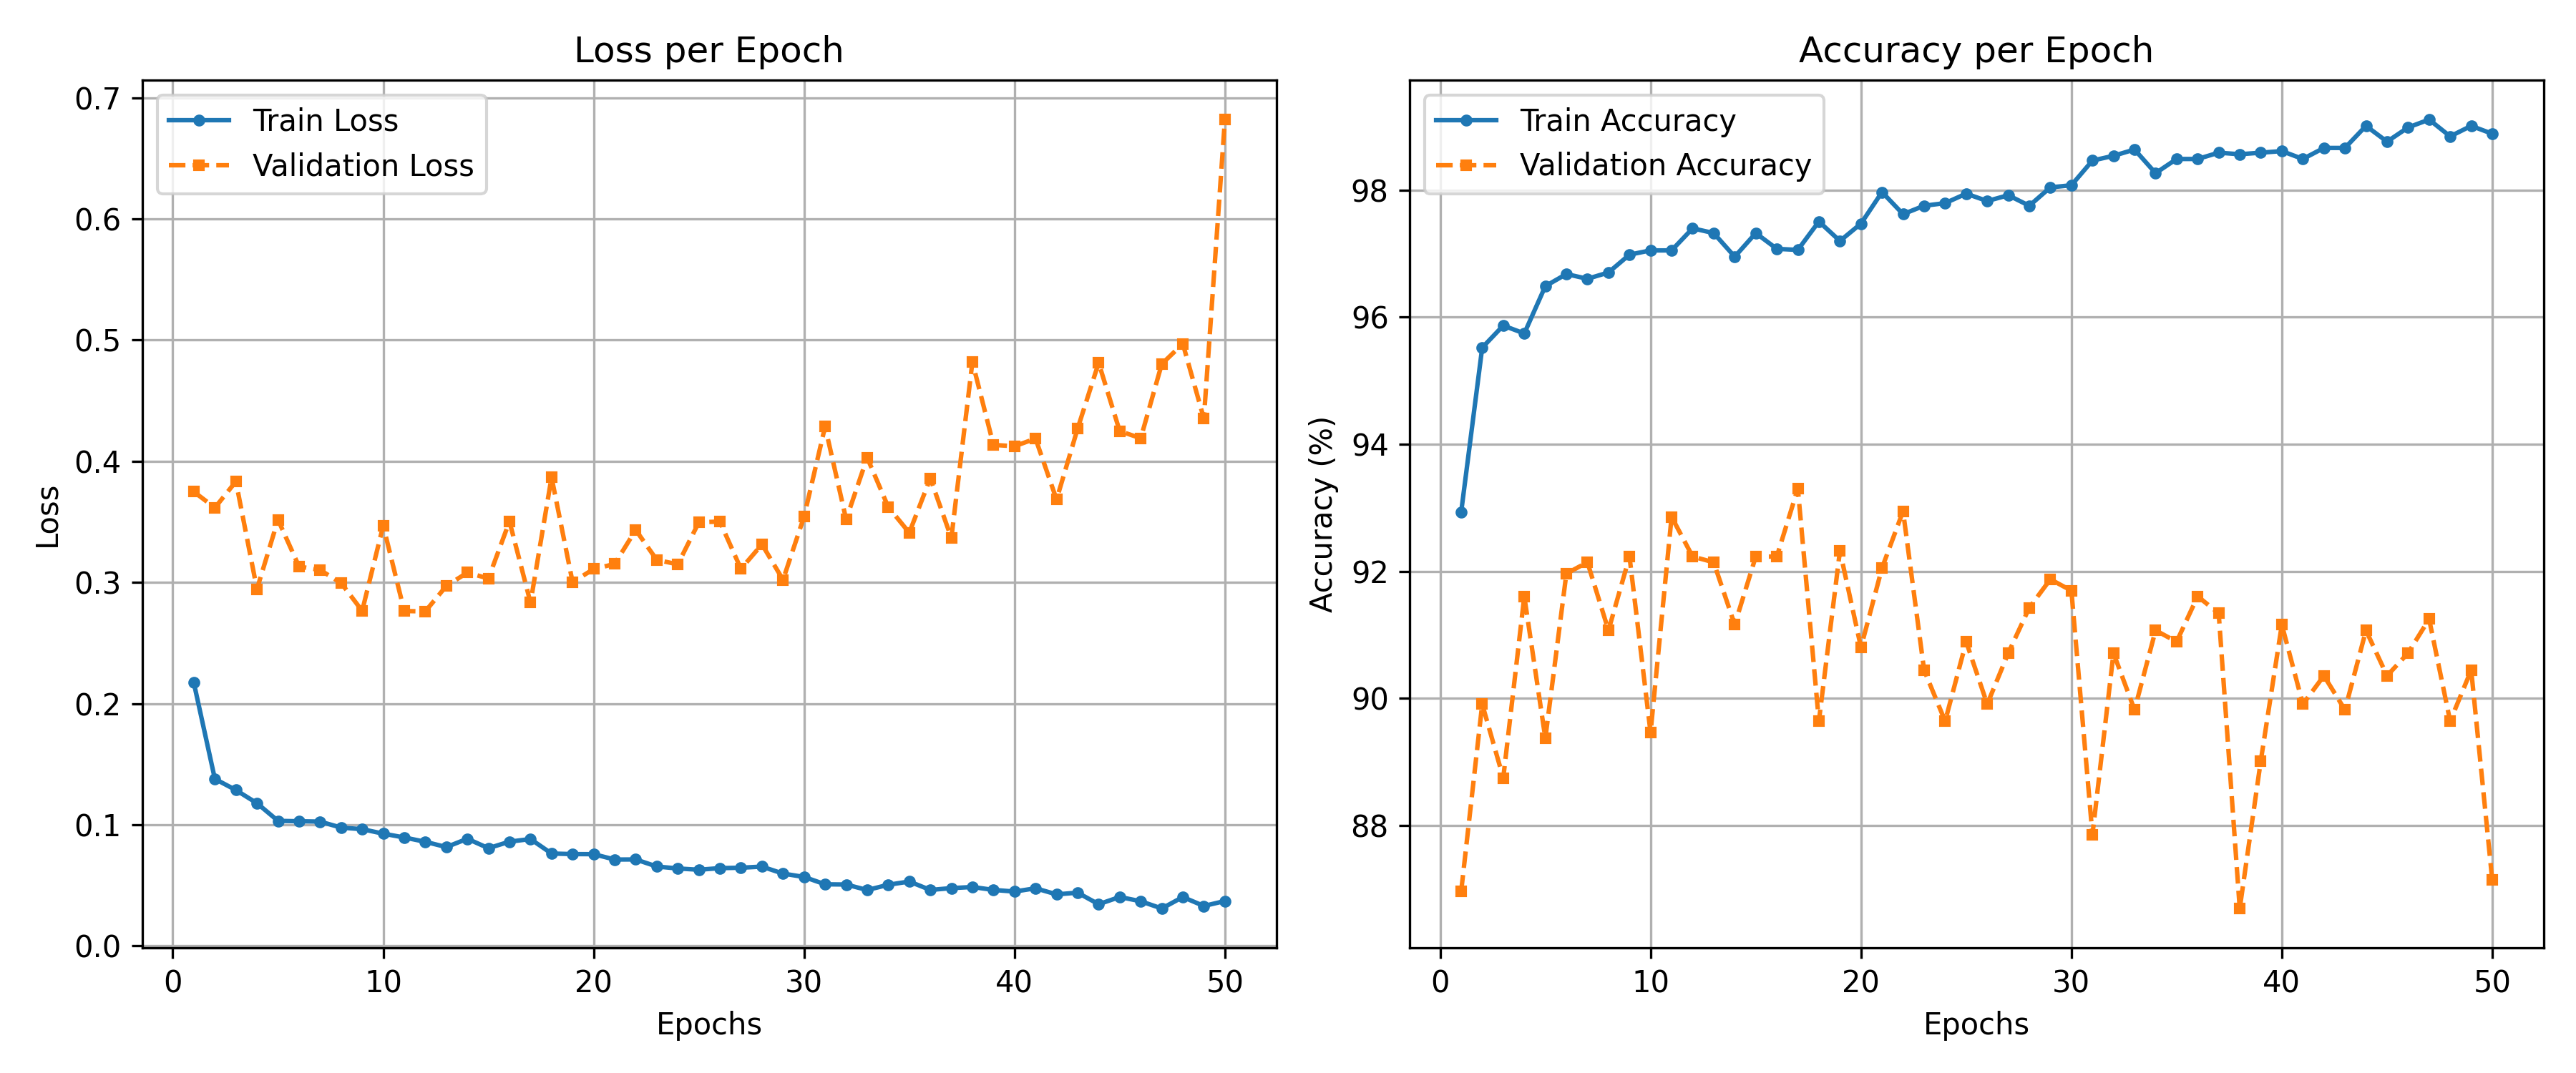 Loss per Epoch
Train Loss
Validation Loss
0.7
0.6
0.5
0.4
0.3
0.2
0.1
0.0
Loss
0
10
20
30
40
50
Epochs
Accuracy per Epoch
Train Accuracy
Validation Accuracy
98
96
94
92
90
88
Accuracy (%)
0
10
20
30
40
50
Epochs